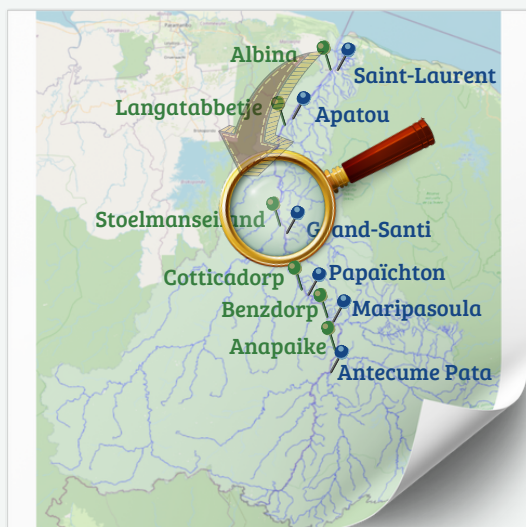 Albina
Saint-Laurent
Langatabbetje
Apatou
Stoelmanseiland
Grand-Santi
Cotticadorp
Papaïchton
Benzdorp
Maripasoula
Anapaike
Antecume Pata